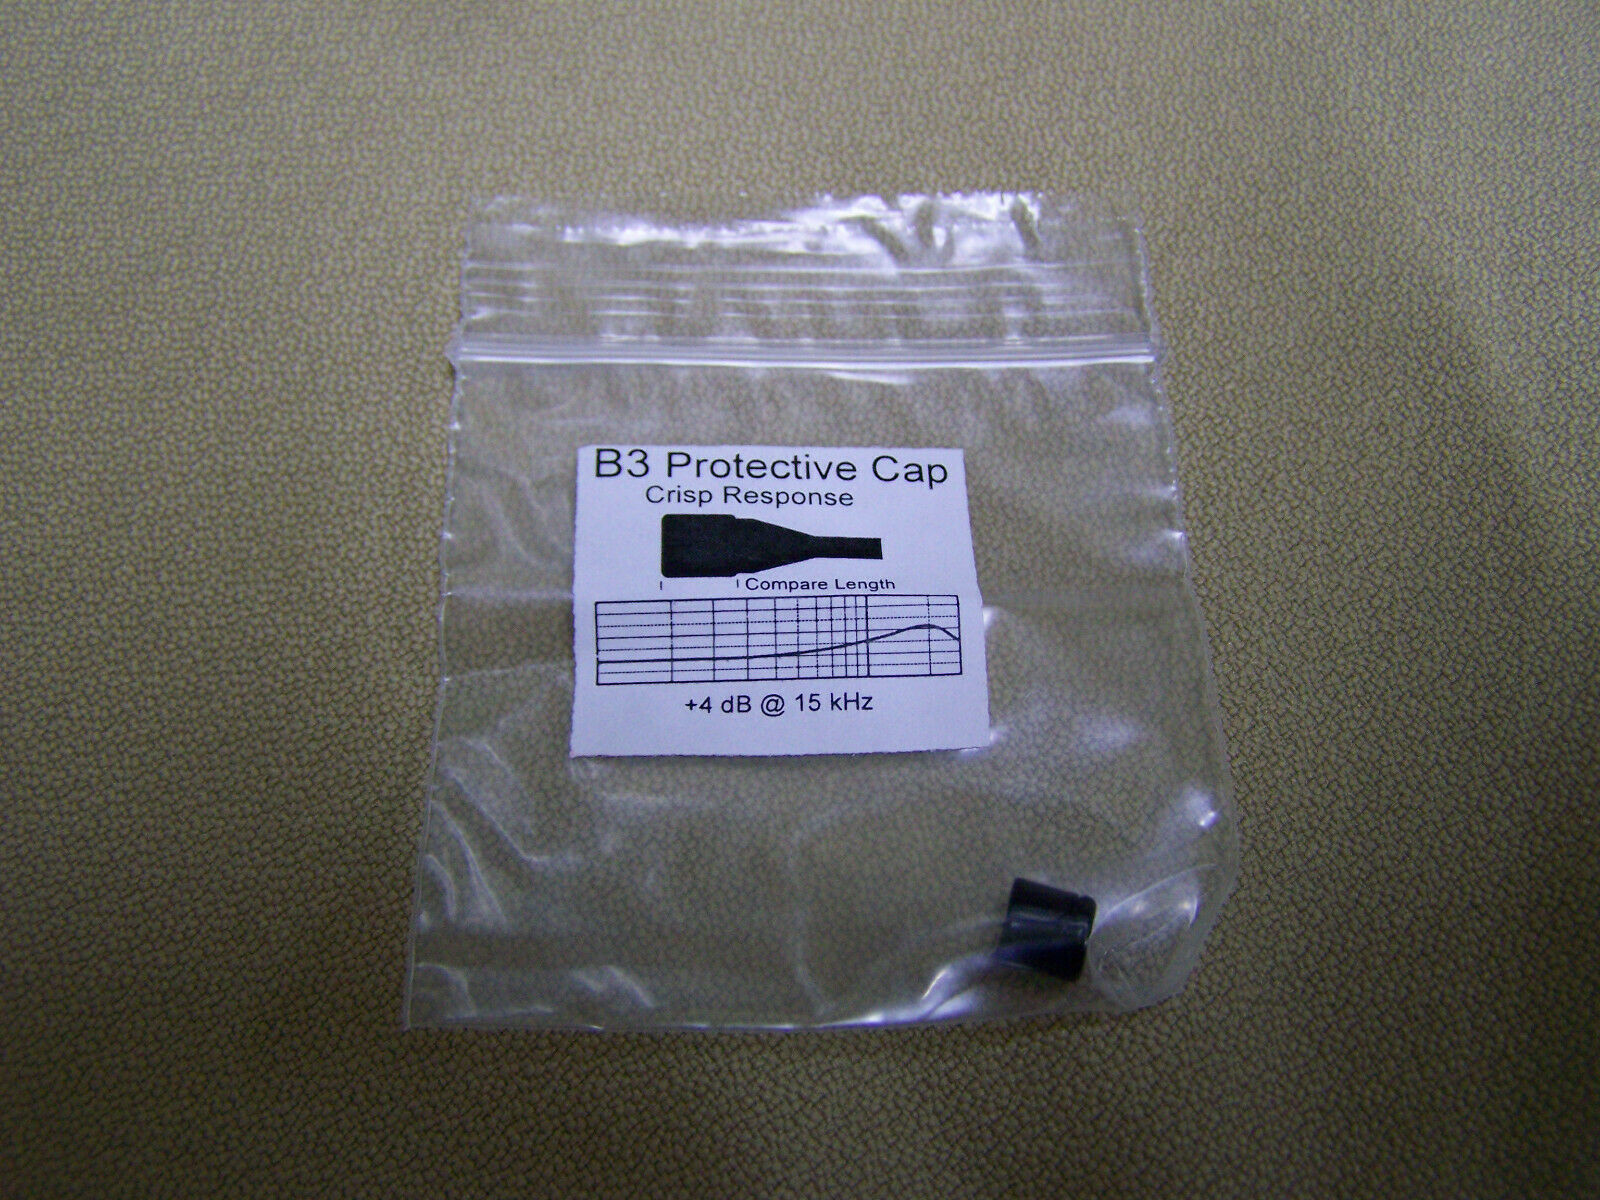 B3 Protective Cap
Crisp Response
Compare Length
+4 dB @ 15 kHz